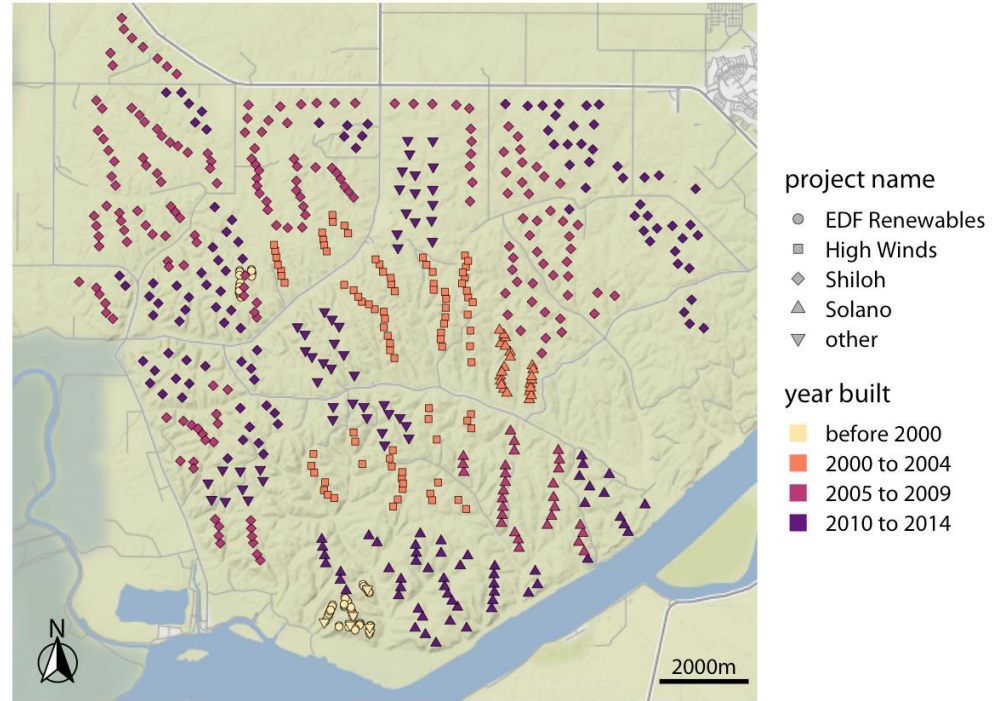 project name
EDF Renewables
High Winds
Shiloh
Solano
other
year built
before 2000
2000 to 2004
2005 to 2009
2010 to 2014
N
2000m